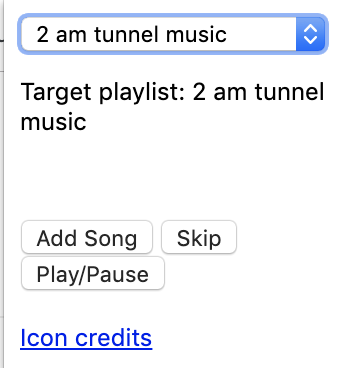 2 am tunnel music
Target playlist: 2 am tunnel
music
Add Song Skip
Play/Pause
Icon credits